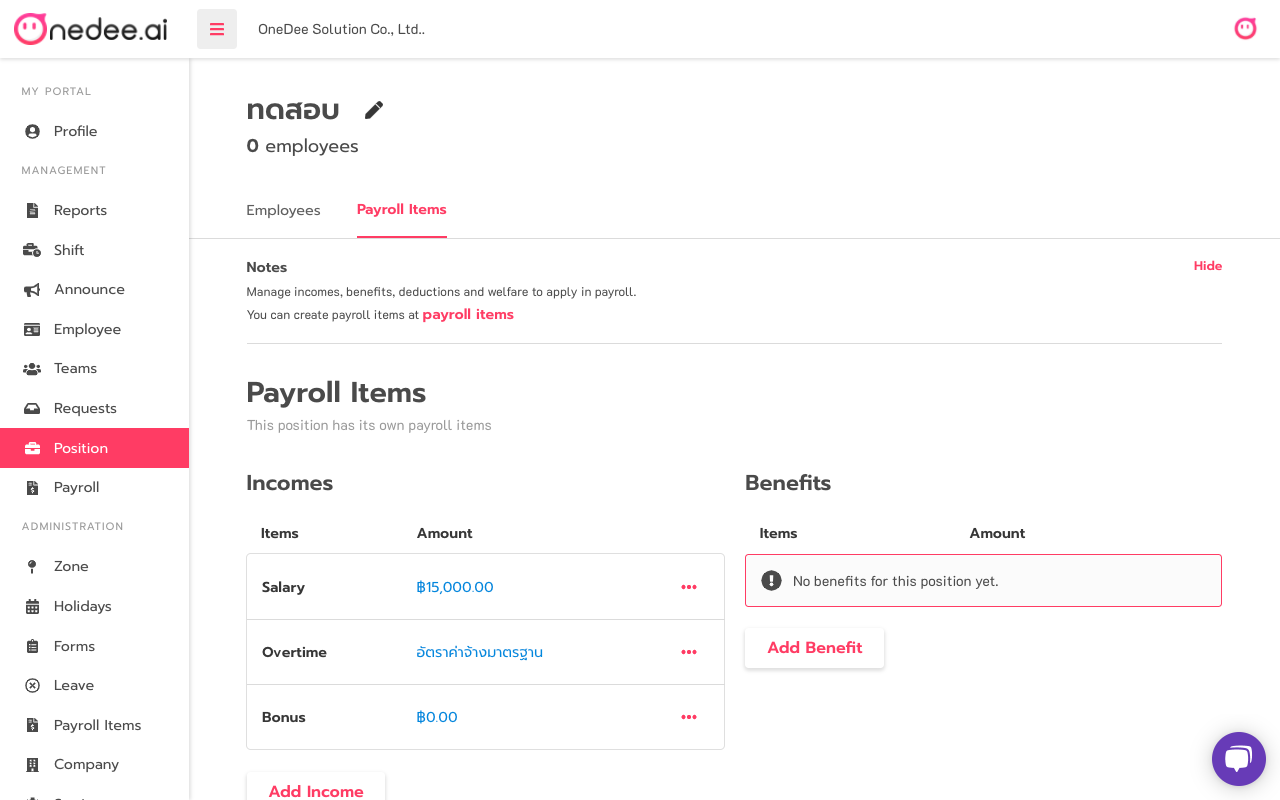 Onedee.ai
OneDee Solution Co., Ltd..
MY PORTAL
Profile
MANAGEMENT
Reports
Shift
Announce
Employee
Teams
Requests
Position
Payroll
ADMINISTRATION
Zone
Holidays
Forms
Leave
Payroll Items
Company
ทดสอบ
0 employees
Employees
Payroll Items
Notes
Hide
Manage incomes, benefits, deductions and welfare to apply in payroll.
You can create payroll items at payroll items
Payroll Items
This position has its own payroll items
Incomes
Items Amount
Salary ฿15,000.00
Overtime อัตราค่าจ้างมาตรฐาน
Bonus ฿0.00
Add Income
Benefits
Items Amount
No benefits for this position yet.
Add Benefit